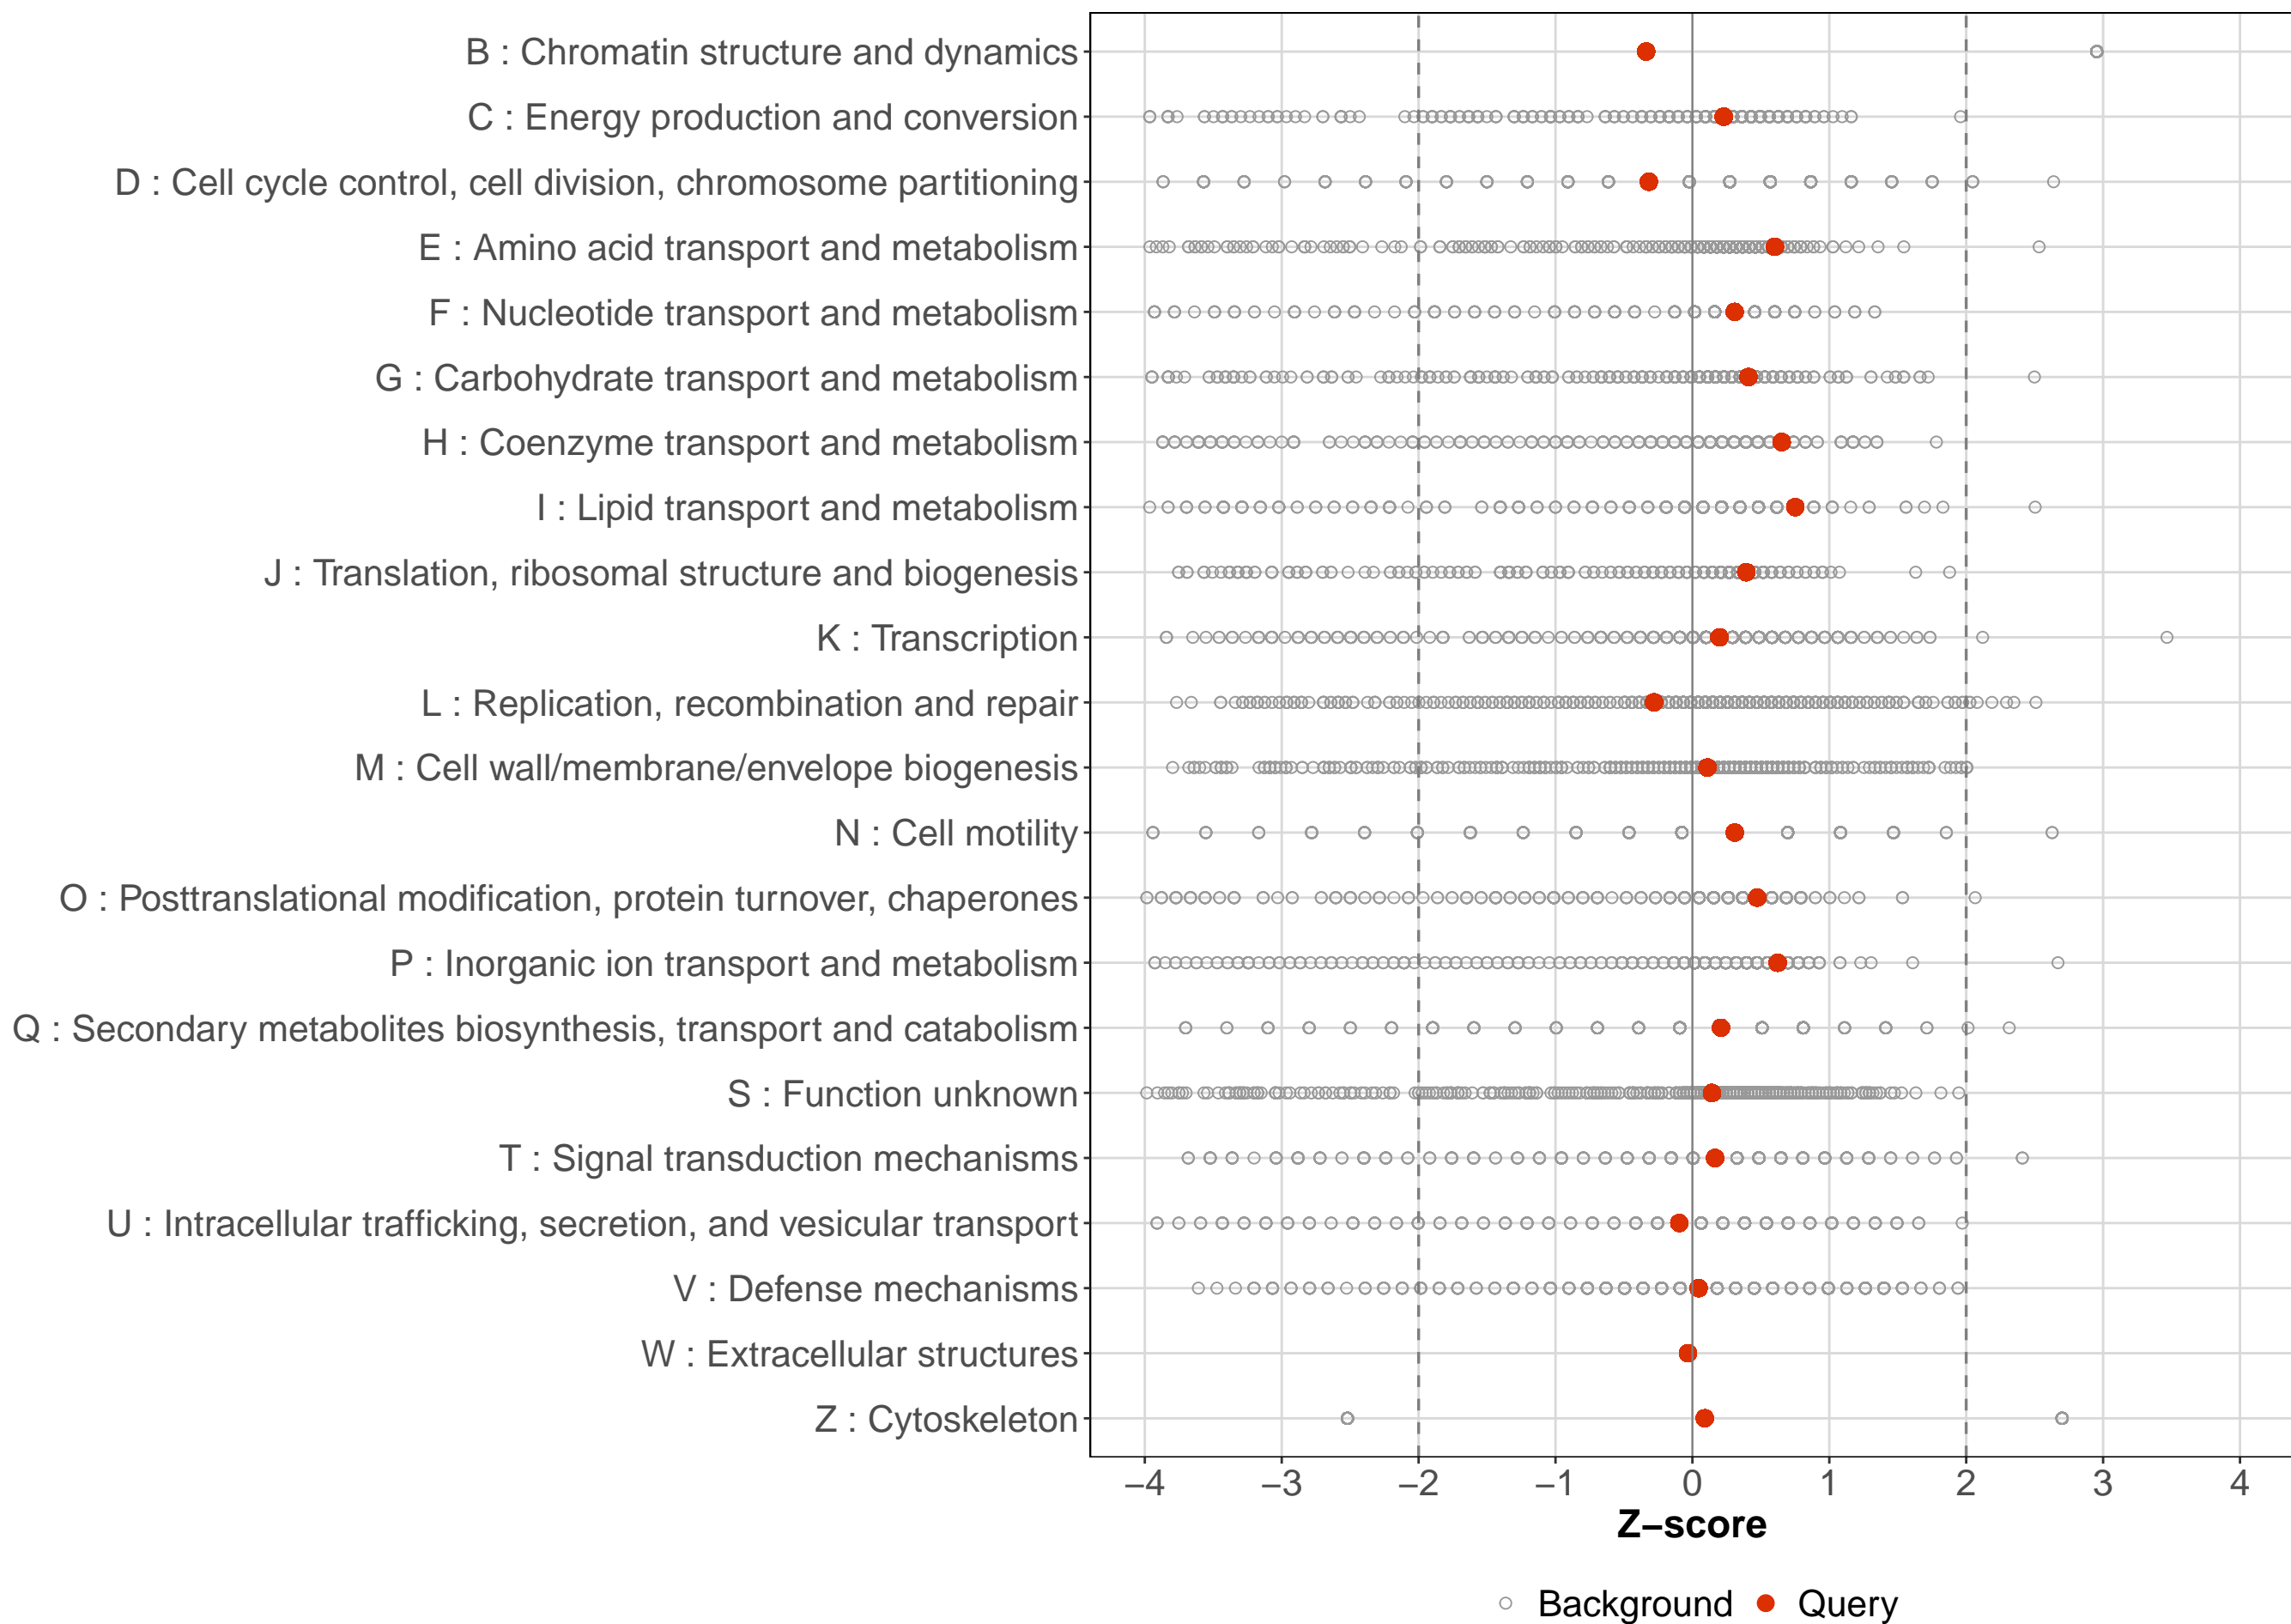 B : Chromatin structure and dynamics
C : Energy production and conversion
D : Cell cycle control, cell division, chromosome partitioning
E : Amino acid transport and metabolism
F : Nucleotide transport and metabolism
G : Carbohydrate transport and metabolism
H : Coenzyme transport and metabolism
I : Lipid transport and metabolism
J : Translation, ribosomal structure and biogenesis
K : Transcription
L : Replication, recombination and repair
M : Cell wall/membrane/envelope biogenesis
N : Cell motility
O : Posttranslational modification, protein turnover, chaperones
P : Inorganic ion transport and metabolism
Q : Secondary metabolites biosynthesis, transport and catabolism
S : Function unknown
T : Signal transduction mechanisms
U : Intracellular trafficking, secretion, and vesicular transport
V : Defense mechanisms
W : Extracellular structures
Z : Cytoskeleton
−4 −3 −2 −1 0 1 2 3 4
Z−score
Background Query